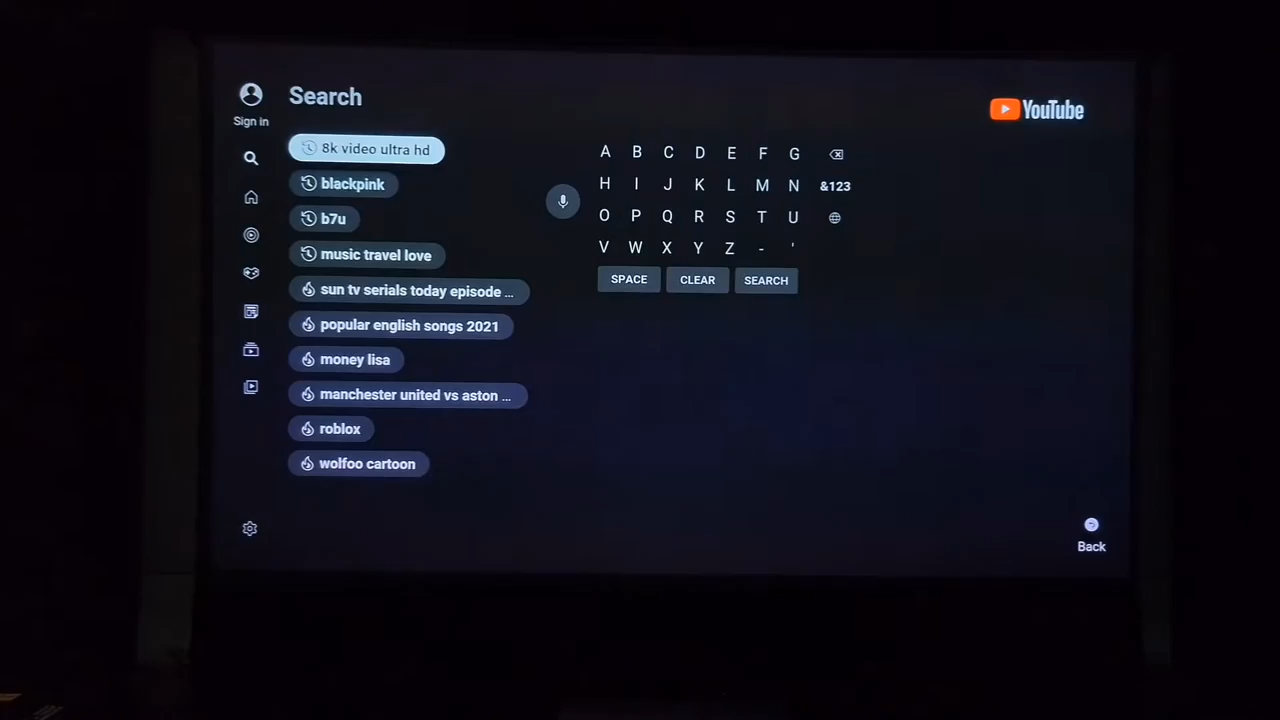 Search
Sign in
YouTube
8k video ultra hd
blackpink
b7u
music travel love
sun tv serials today episode ...
popular english songs 2021
money lisa
manchester united vs aston ...
roblox
wolfoo cartoon
A B C D E F G
H I J K L M N &123
O P Q R S T U
V W X Y Z - '
SPACE CLEAR SEARCH
Back